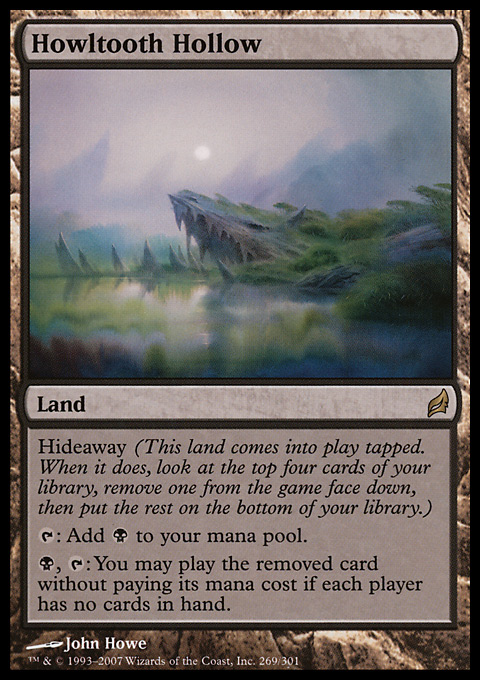 Howltooth Hollow
Land
Hideaway (This land comes into play tapped.
When it does, look at the top four cards of your
library, remove one from the game face down,
then put the rest on the bottom of your library.)
: Add to your mana pool.
, :You may play the removed card
without paying its mana cost if each player
has no cards in hand.
John Howe
™ & © 1993–2007 Wizards of the Coast, Inc. 269/301